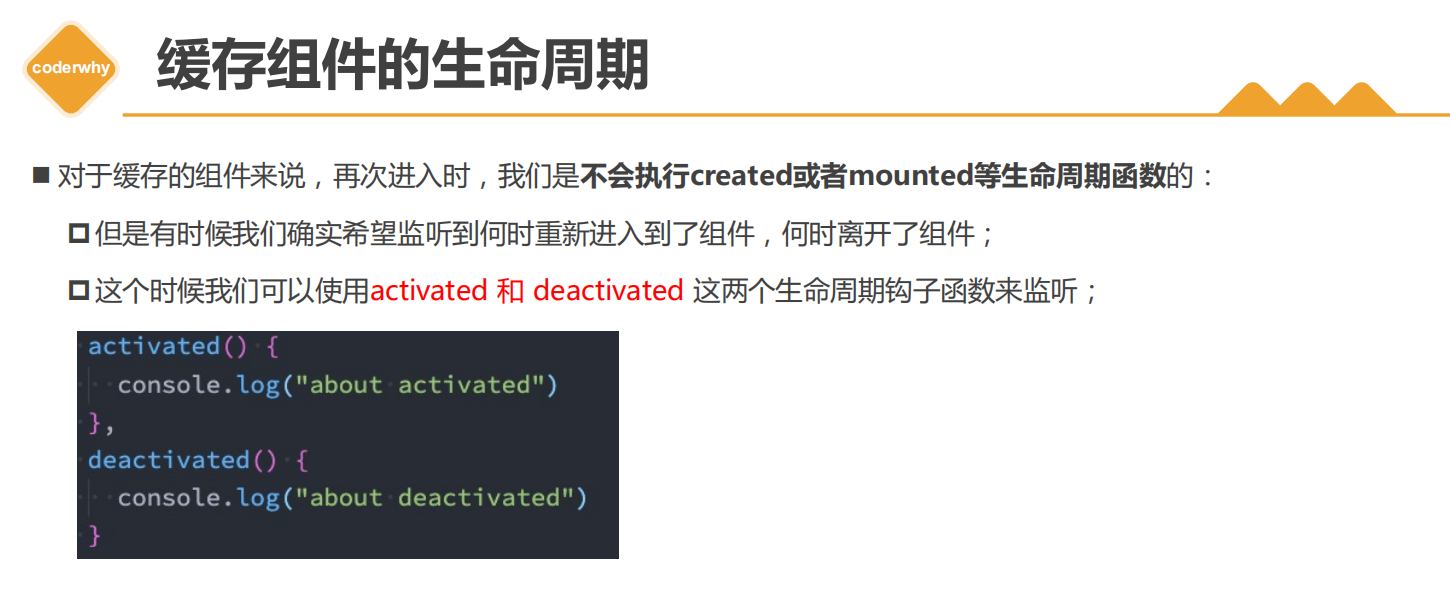 coderwhy
缓存组件的生命周期
对于缓存的组件来说，再次进入时，我们是不会执行created或者mounted等生命周期函数的：
但是有时候我们确实希望监听到何时重新进入到了组件，何时离开了组件；
这个时候我们可以使用activated 和 deactivated 这两个生命周期钩子函数来监听；
activated() {
  console.log("about activated")
},
deactivated() {
  console.log("about deactivated")
}